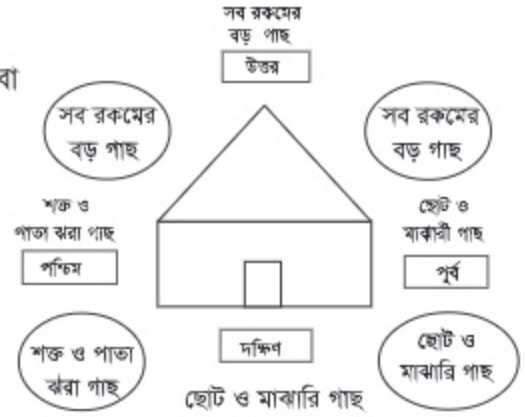 সব রকমের
বড় গাছ
উত্তর
বা
সব রকমের
বড় গাছ
সব রকমের
বড় গাছ
শক্ত ও
পাতা ঝরা গাছ
পশ্চিম
ছোট ও
মাঝারী গাছ
পূর্ব
শক্ত ও পাতা
ঝরা গাছ
দক্ষিণ
ছোট ও মাঝারি গাছ
ছোট ও
মাঝারি গাছ